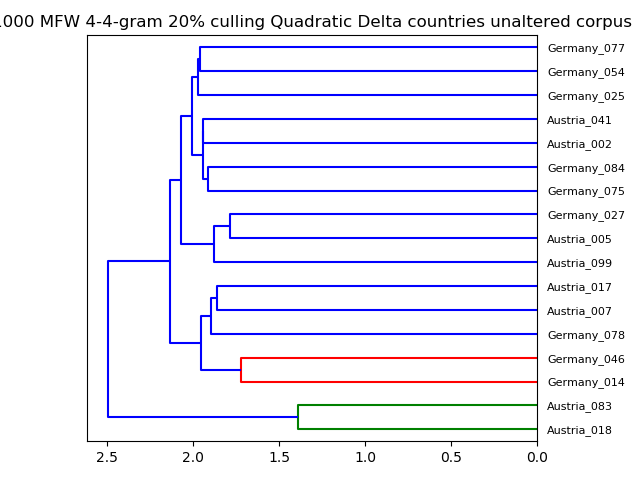 .000 MFW 4-4-gram 20% culling Quadratic Delta countries unaltered corpus
Germany_077
Germany_054
Germany_025
Austria_041
Austria_002
Germany_084
Germany_075
Germany_027
Austria_005
Austria_099
Austria_017
Austria_007
Germany_078
Germany_046
Germany_014
Austria_083
Austria_018
2.5 2.0 1.5 1.0 0.5 0.0